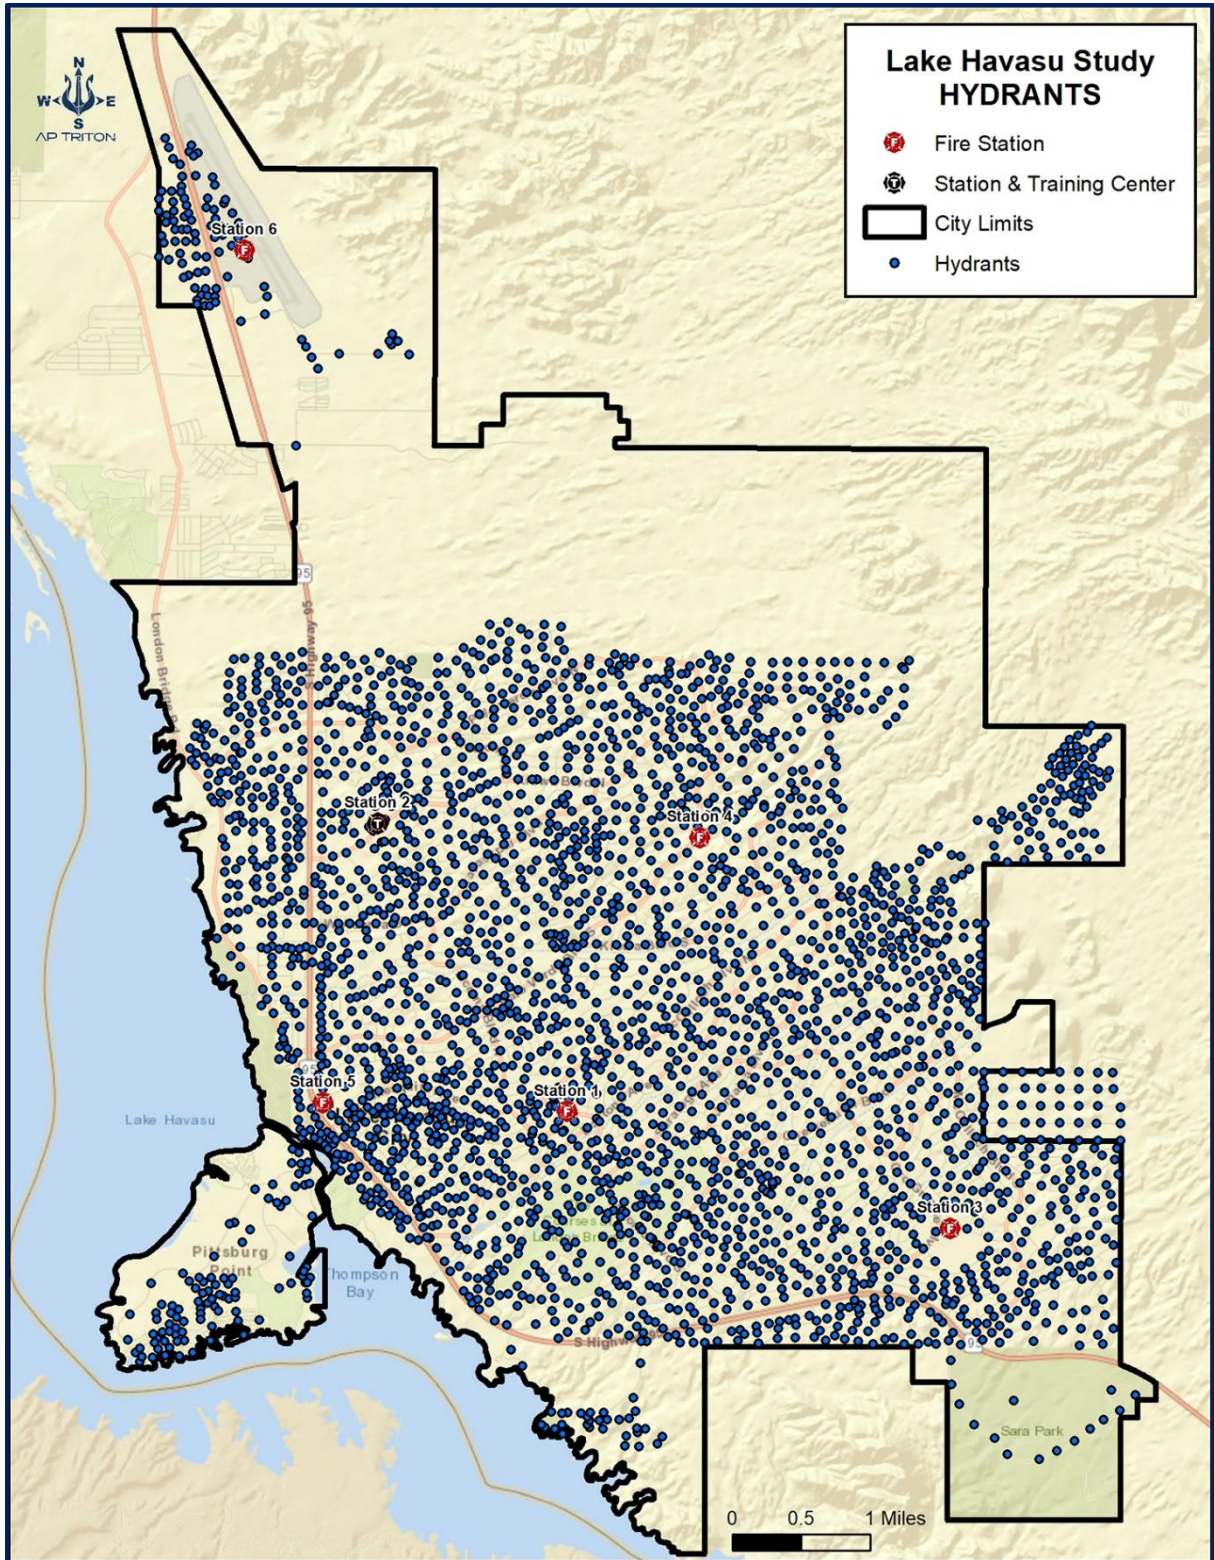 Lake Havasu Study
HYDRANTS
Fire Station
Station & Training Center
City Limits
Hydrants
N
W
E
S
AP TRITON
Station 6
95
S Highway 95
London Bridge Rd
Station 2
Station 4
95
Station 5
Station 1
Lake Havasu
Station 3
Pittsburg
Point
Thompson
Bay
S Highway 95
95
Sara Park
0
0.5
1 Miles